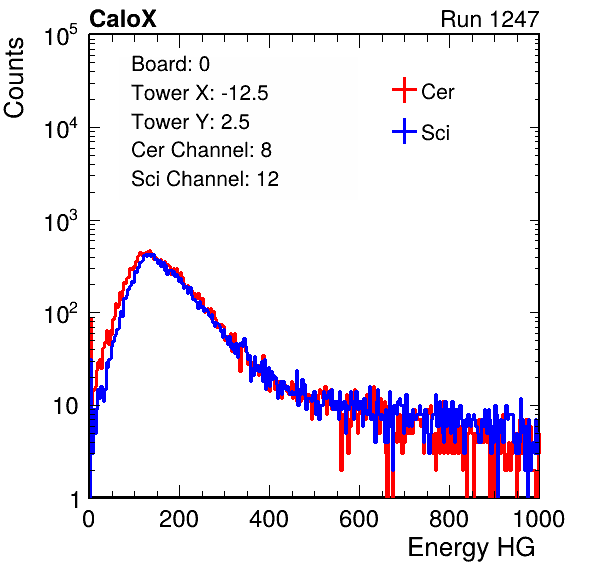 CaloX Run 1247
Counts
10^5
10^4
10^3
10^2
10
1
Board: 0
Tower X: -12.5
Tower Y: 2.5
Cer Channel: 8
Sci Channel: 12
Cer
Sci
0 200 400 600 800 1000
Energy HG